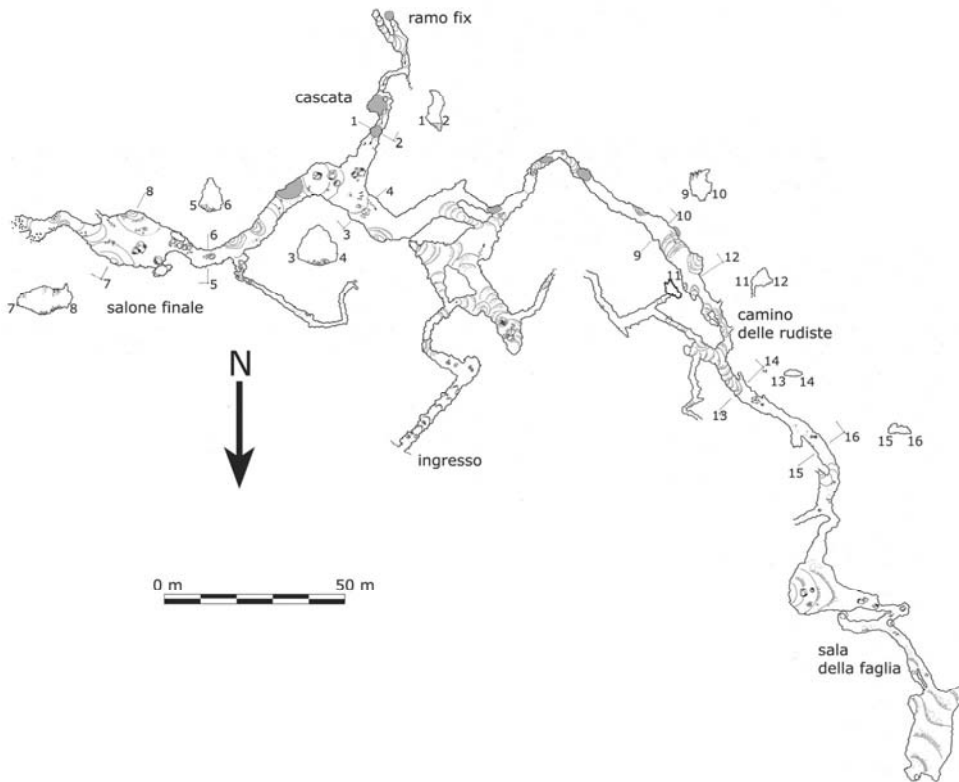 ramo fix
cascata
1
2
1 2
8
5 6
4
3
3 4
6
5
7
7 8
salone finale
9 10
10
9
12
11
11 12
camino
delle rudiste
14
13
13 14
16
15
15 16
N
ingresso
0 m 50 m
sala
della faglia